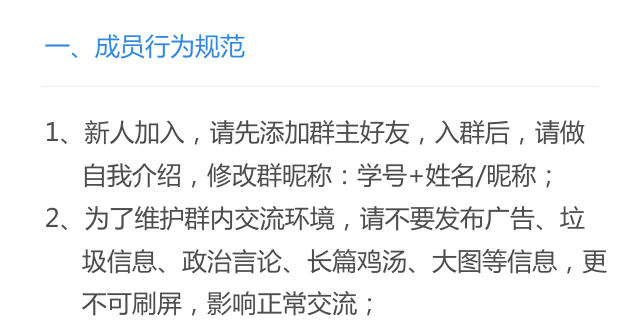 一、成员行为规范
1、新人加入，请先添加群主好友，入群后，请做
自我介绍，修改群昵称：学号+姓名/昵称；
2、为了维护群内交流环境，请不要发布广告、垃
圾信息、政治言论、长篇鸡汤、大图等信息，更
不可刷屏，影响正常交流；